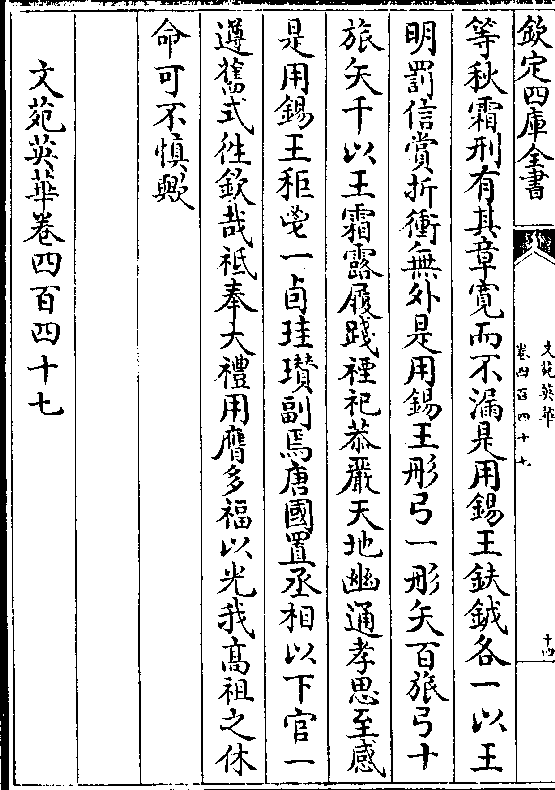 欽定四庫全書
文苑英華
卷四百四十七
十四
等秋霜刑有其章寛而不漏是用錫王鈇鉞各一以王
明罰信賞折衝無外是用錫王彤弓一彤矢百旅弓十
旅矢千以王霜露履踐禋祀恭嚴天地幽通孝思至感
是用錫王秬鬯一卣珪瓚副焉唐國置丞相以下官一
遵舊式徃欽哉祗奉大禮用膺多福以光我髙祖之休
命可不慎歟
文苑英華卷四百四十七